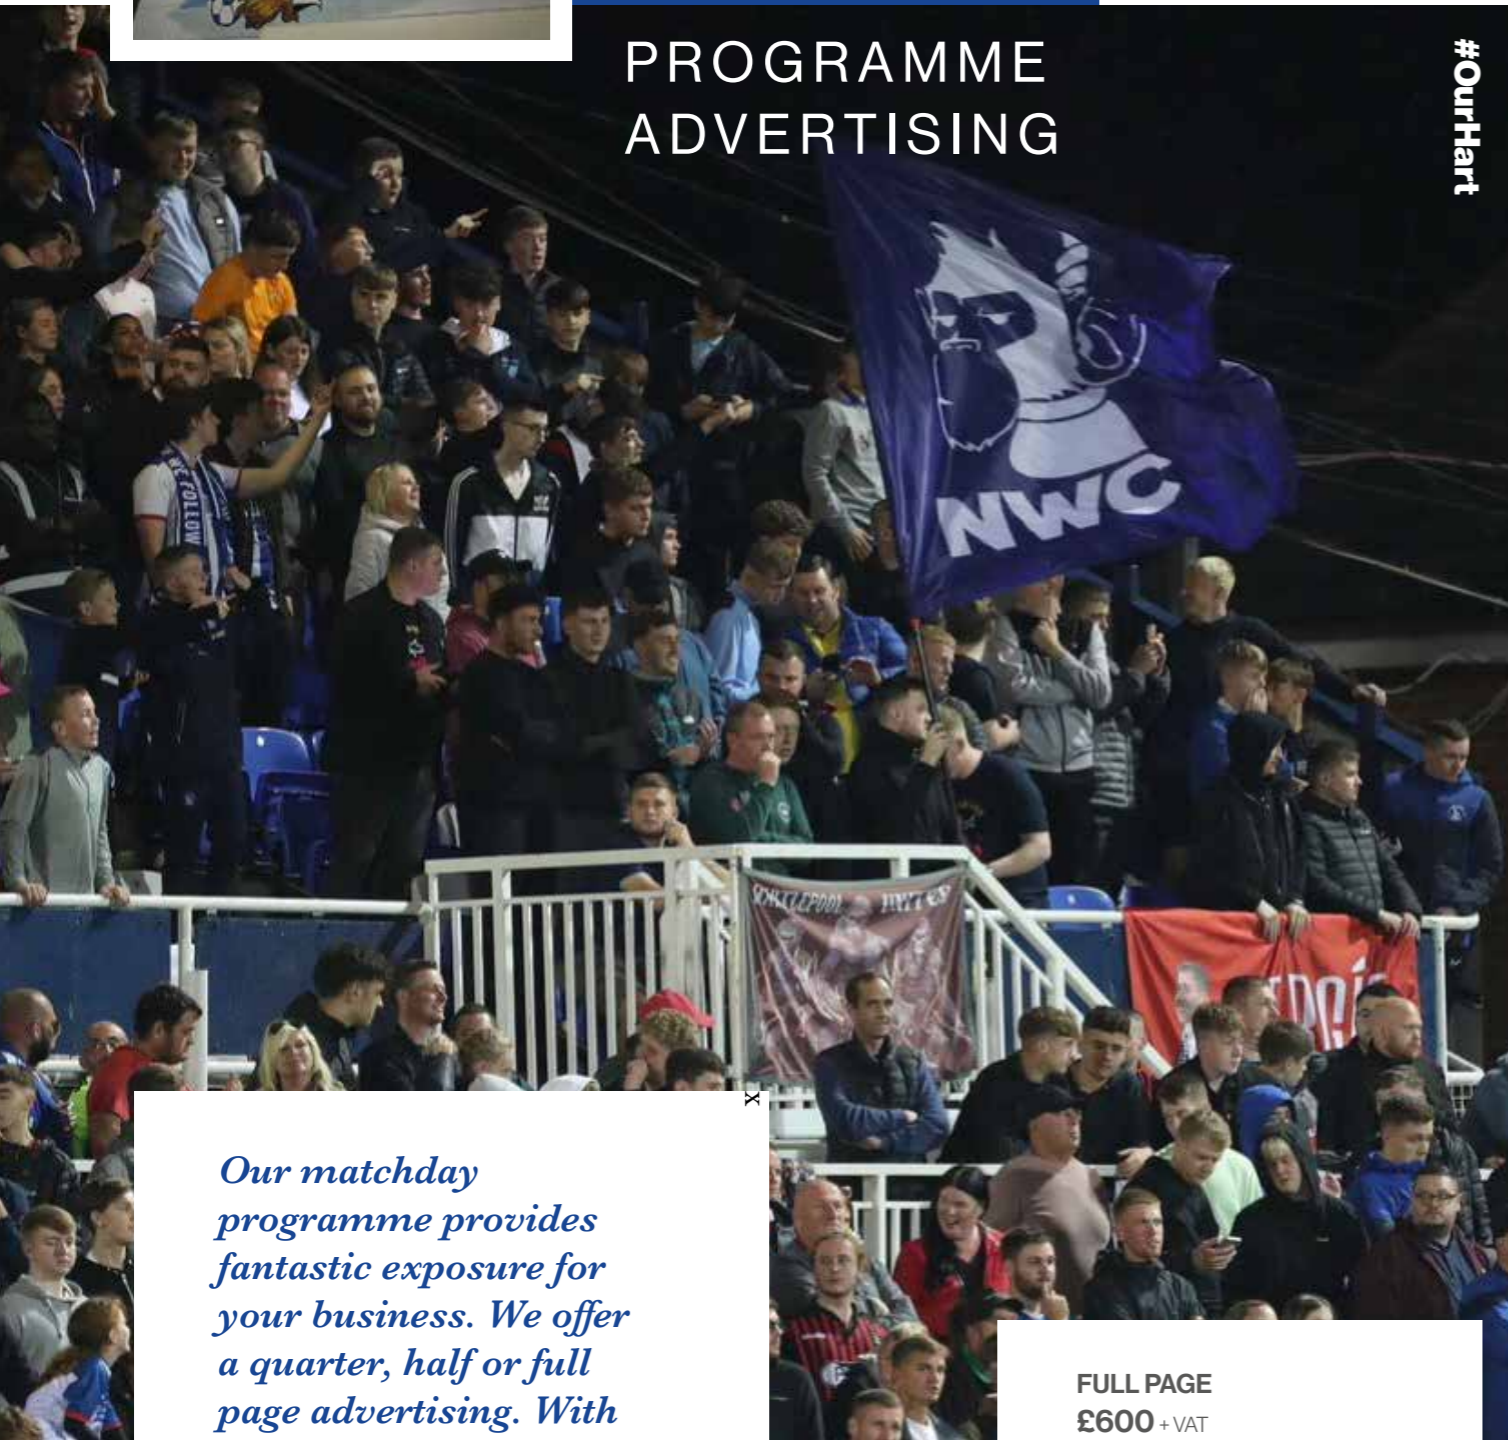 PROGRAMME
ADVERTISING
#OurHart
NWC
FOLLOW
x
Our matchday
programme provides
fantastic exposure for
your business. We offer
a quarter, half or full
page advertising. With
FULL PAGE
£600 + VAT